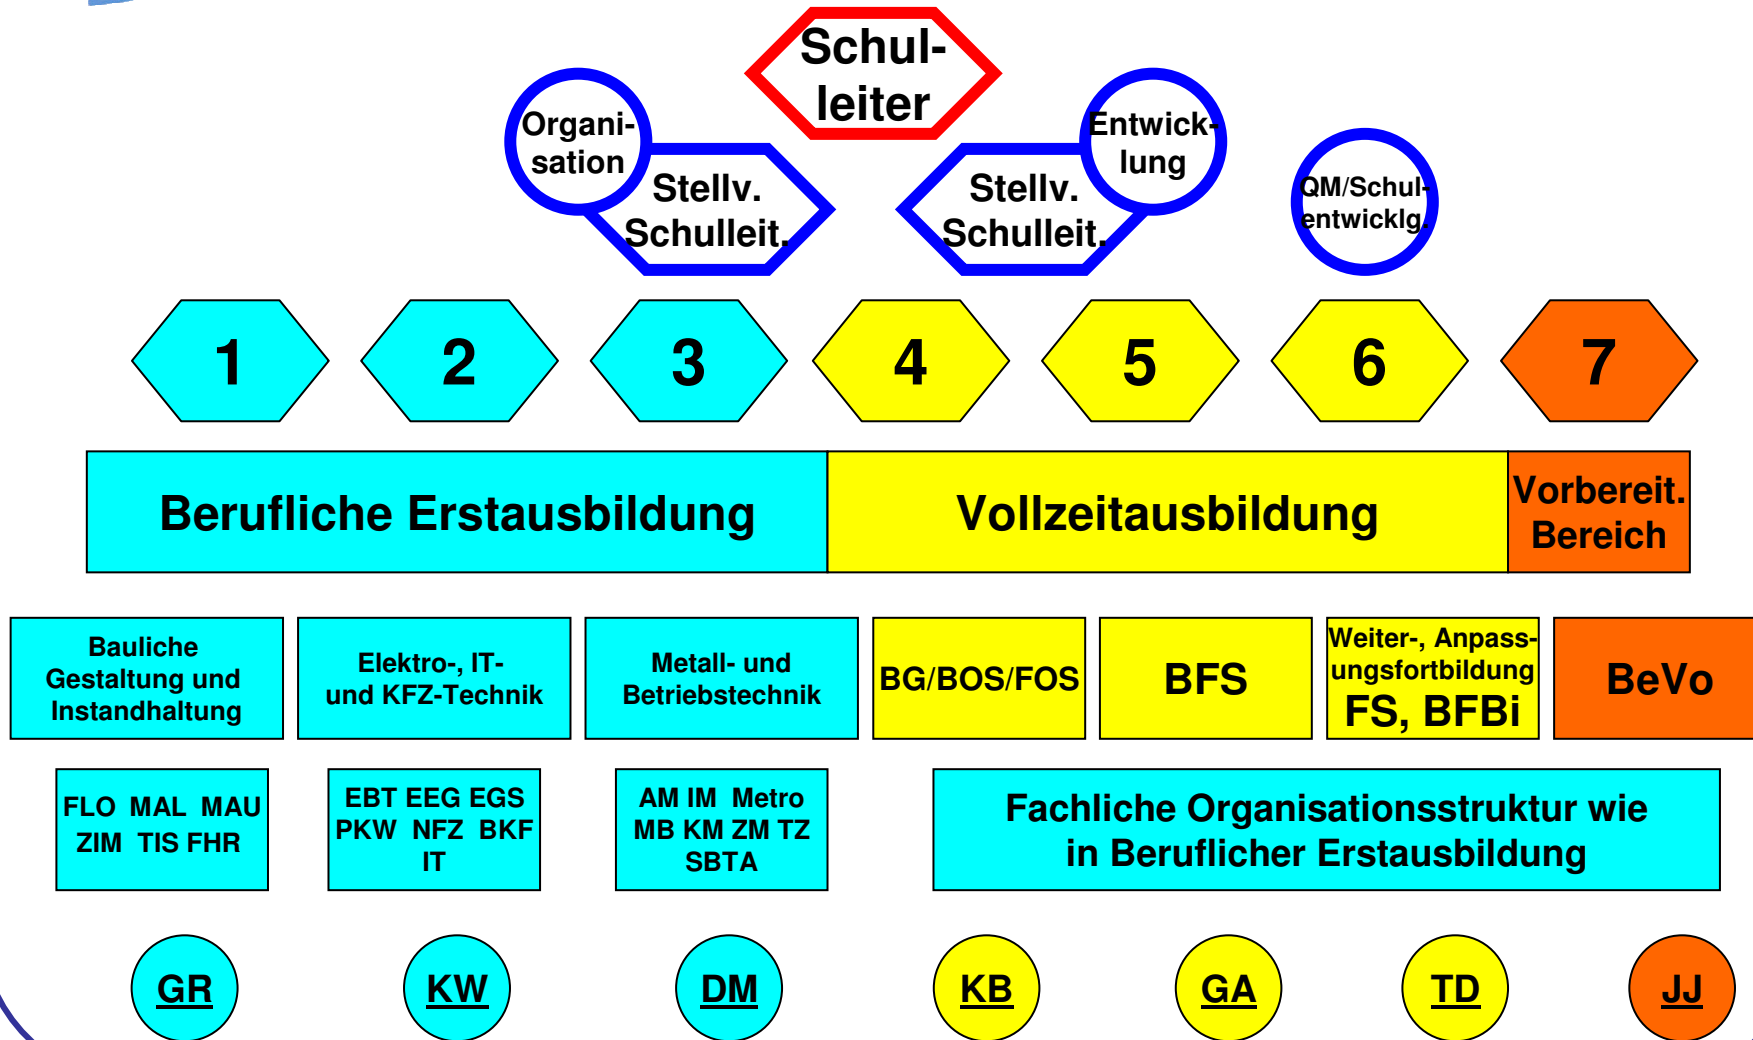 Schul-
leiter
Organi-
sation
Stellv.
Schulleit.
Stellv.
Schulleit.
Entwick-
lung
QM/Schul-
entwicklg.
1
2
3
4
5
6
7
Berufliche Erstausbildung
Vollzeitausbildung
Vorbereit.
Bereich
Bauliche
Gestaltung und
Instandhaltung
Elektro-, IT-
und KFZ-Technik
Metall- und
Betriebstechnik
BG/BOS/FOS
BFS
Weiter-, Anpass-
ungsfortbildung
FS, BFBi
BeVo
FLO MAL MAU
ZIM TIS FHR
EBT EEG EGS
PKW NFZ BKF
IT
AM IM Metro
MB KM ZM TZ
SBTA
Fachliche Organisationsstruktur wie
in Beruflicher Erstausbildung
GR
KW
DM
KB
GA
TD
JJ